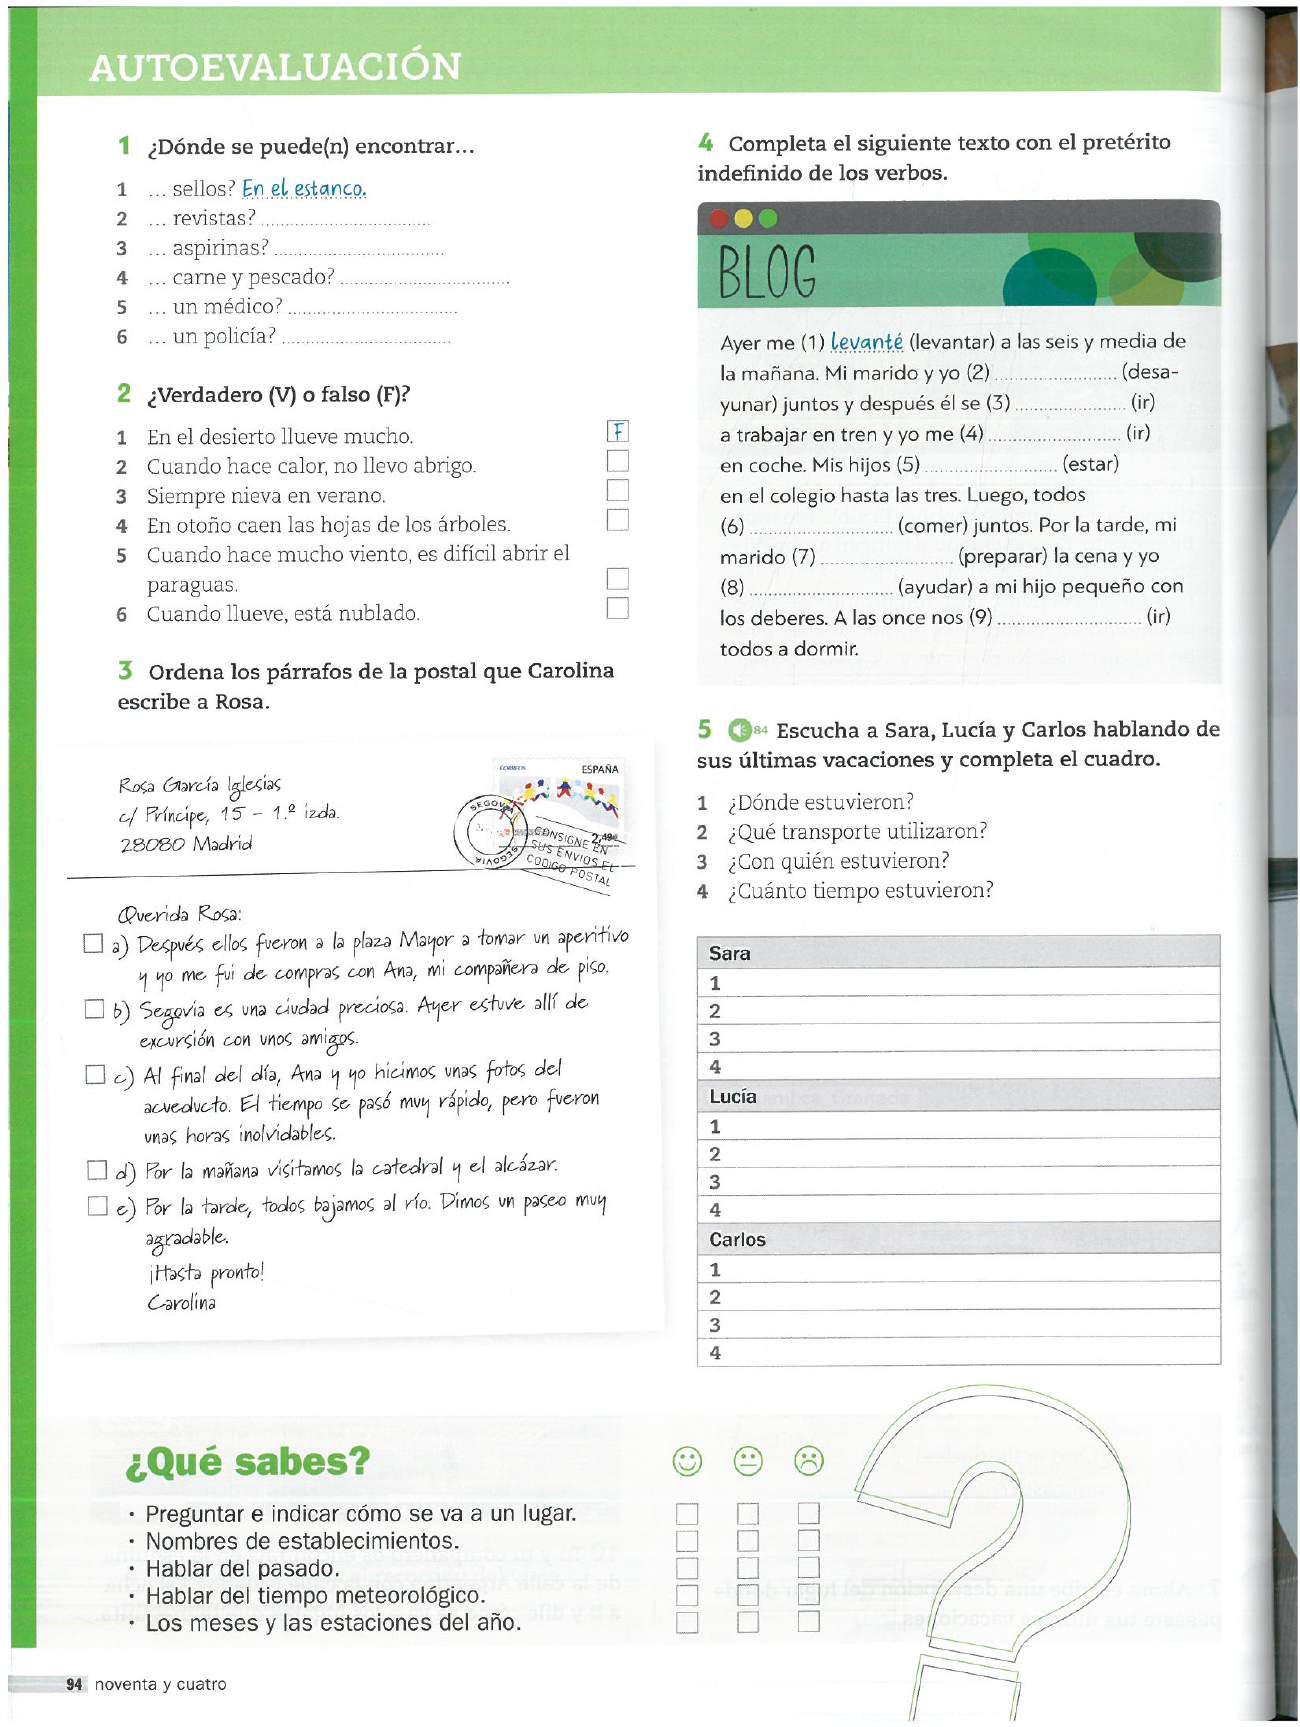 AUTOEVALUACIÓN
1 ¿Dónde se puede(n) encontrar...
1 ... sellos? En el estanco.
2 ... revistas?
3 ... aspirinas?
4 ... carne y pescado?
5 ... un médico?
6 ... un policía?
2 ¿Verdadero (V) o falso (F)?
1 En el desierto llueve mucho. F
2 Cuando hace calor, no llevo abrigo.
3 Siempre nieva en verano.
4 En otoño caen las hojas de los árboles.
5 Cuando hace mucho viento, es difícil abrir el
paraguas.
6 Cuando llueve, está nublado.
3 Ordena los párrafos de la postal que Carolina
escribe a Rosa.
Rosa García Iglesias
c/ Príncipe, 15 - 1.º izda.
28080 Madrid
CORREOS
ESPAÑA
SEGOVIA
SEGOVIA
CONSIGNE EN
SUS ENVIOS EL
CODIGO POSTAL
Querida Rosa:
a) Después ellos fueron a la plaza Mayor a tomar un aperitivo
y yo me fui de compras con Ana, mi compañera de piso.
b) Segovia es una ciudad preciosa. Ayer estuve allí de
excursión con unos amigos.
c) Al final del día, Ana y yo hicimos unas fotos del
acueducto. El tiempo se pasó muy rápido, pero fueron
unas horas inolvidables.
d) Por la mañana visitamos la catedral y el alcázar.
e) Por la tarde, todos bajamos al río. Dimos un paseo muy
agradable.
¡Hasta pronto!
Carolina
4 Completa el siguiente texto con el pretérito
indefinido de los verbos.
BLOG
Ayer me (1) levanté (levantar) a las seis y media de
la mañana. Mi marido y yo (2) (desa-
yunar) juntos y después él se (3) (ir)
a trabajar en tren y yo me (4) (ir)
en coche. Mis hijos (5) (estar)
en el colegio hasta las tres. Luego, todos
(6) (comer) juntos. Por la tarde, mi
marido (7) (preparar) la cena y yo
(8) (ayudar) a mi hijo pequeño con
los deberes. A las once nos (9) (ir)
todos a dormir.
5 84 Escucha a Sara, Lucía y Carlos hablando de
sus últimas vacaciones y completa el cuadro.
1 ¿Dónde estuvieron?
2 ¿Qué transporte utilizaron?
3 ¿Con quién estuvieron?
4 ¿Cuánto tiempo estuvieron?
Sara
1
2
3
4
Lucía
1
2
3
4
Carlos
1
2
3
4
¿Qué sabes?
• Preguntar e indicar cómo se va a un lugar.
• Nombres de establecimientos.
• Hablar del pasado.
• Hablar del tiempo meteorológico.
• Los meses y las estaciones del año.
94 noventa y cuatro